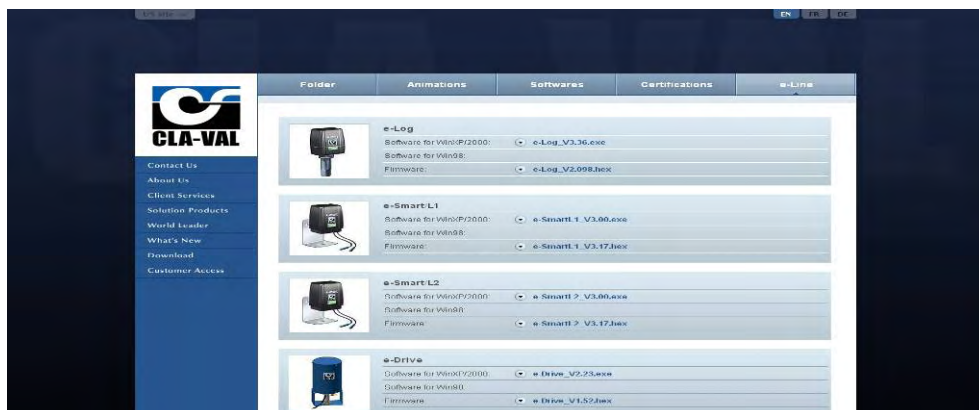 US Site
EN FR DE
Folder Animations Softwares Certifications e-Line
CLA-VAL
Contact Us
About Us
Client Services
Solution Products
World Leader
What's New
Download
Customer Access
e-Log
Software for WinXP/2000: e-Log_V3.36.exe
Software for Win98:
Firmware: e-Log_V2.098.hex
e-Smart/L1
Software for WinXP/2000: e-SmartL1_V3.00.exe
Software for Win98:
Firmware: e-SmartL1_V3.17.hex
e-Smart/L2
Software for WinXP/2000: e-SmartL2_V3.00.exe
Software for Win98:
Firmware: e-SmartL2_V3.17.hex
e-Drive
Software for WinXP/2000: e-Drive_V2.23.exe
Software for Win98:
Firmware: e-Drive_V1.52.hex